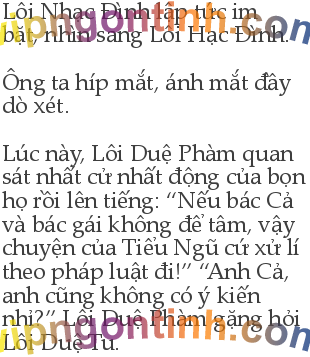 Lôi Nhạc Đình lập tức im
bặt, nhìn sang Lôi Hạc Đình.
Ông ta híp mắt, ánh mắt đầy
dò xét.
Lúc này, Lôi Duệ Phàm quan
sát nhất cử nhất động của bọn
họ rồi lên tiếng: “Nếu bác Cả
và bác gái không để tâm, vậy
chuyện của Tiểu Ngũ cứ xử lí
theo pháp luật đi!” “Anh Cả,
anh cũng không có ý kiến
nhỉ?” Lôi Duệ Phàm gặng hỏi
Lôi Duệ Tu.